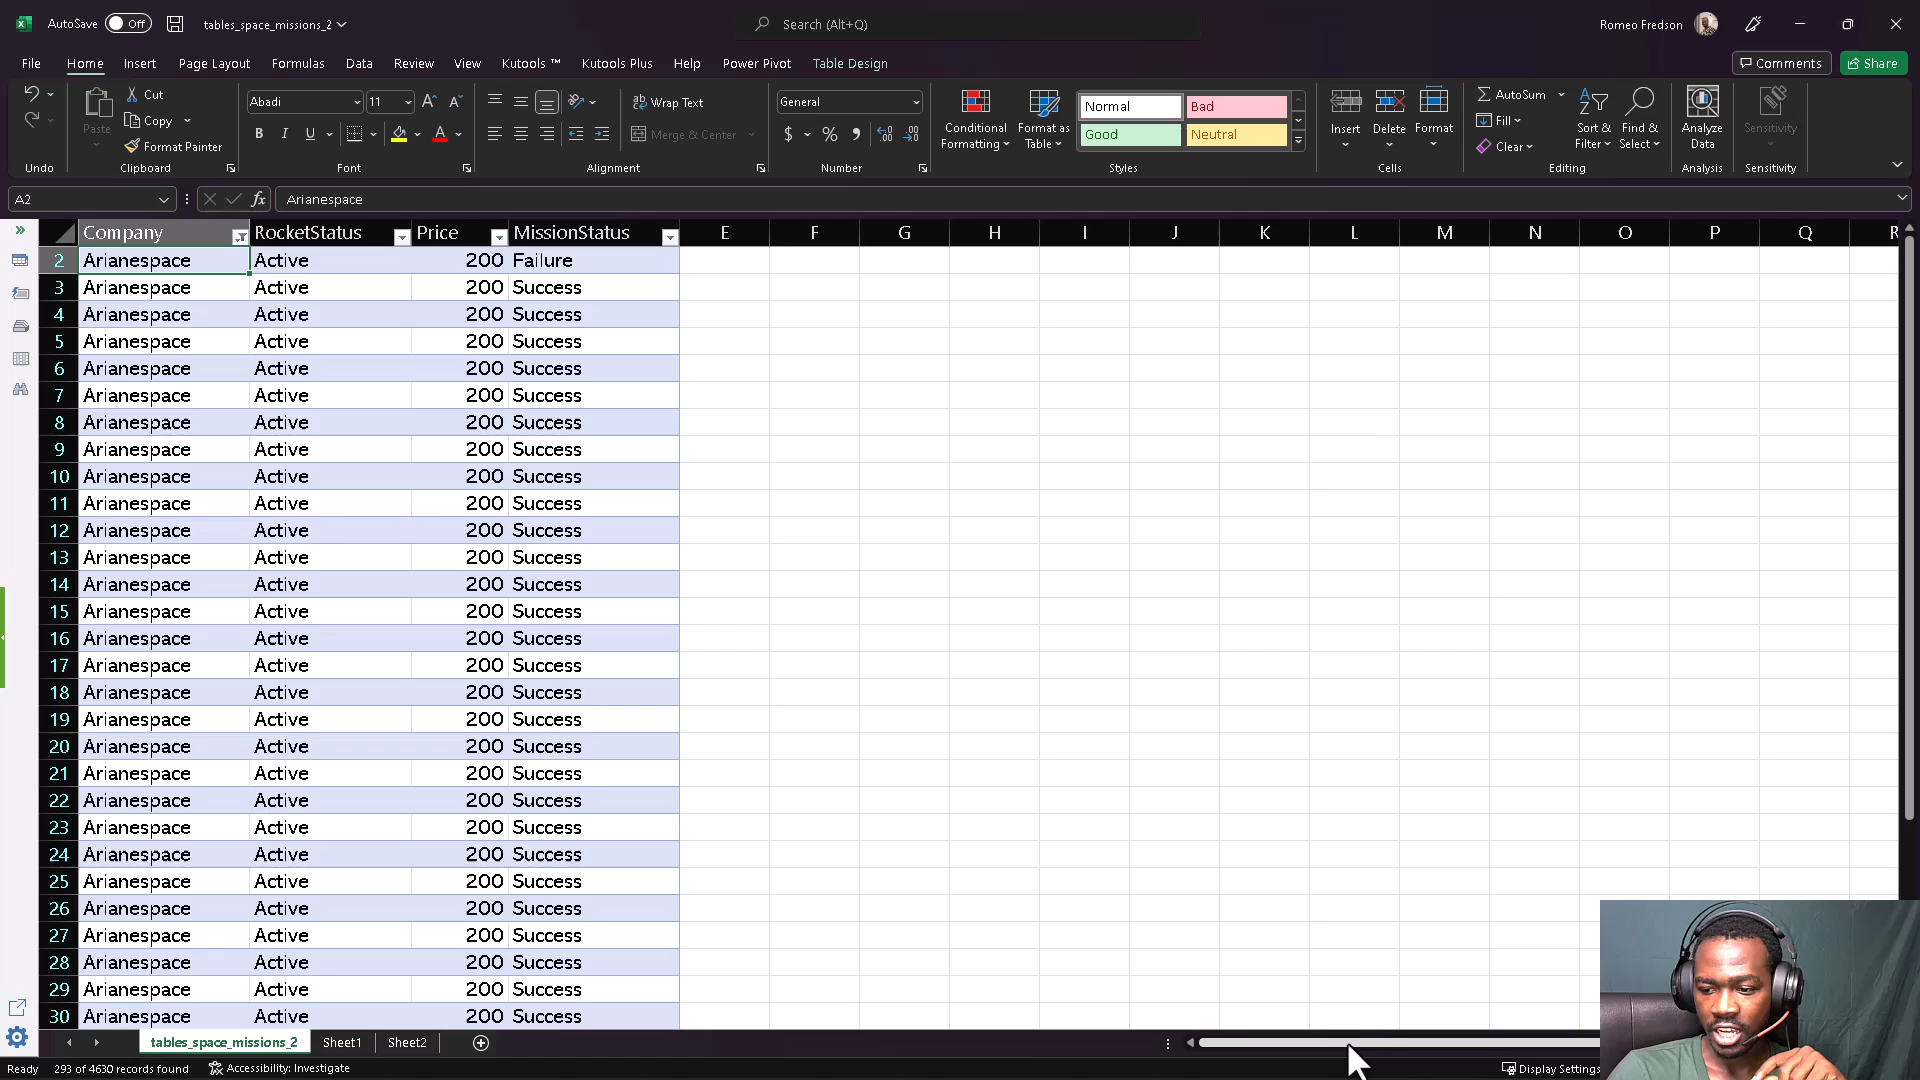 AutoSave Off tables_space_missions_2 Search (Alt+Q) Romeo Fredson
File Home Insert Page Layout Formulas Data Review View Kutools ™ Kutools Plus Help Power Pivot Table Design Comments Share
Cut Abadi 11 Wrap Text General Normal Bad AutoSum
Paste Copy Conditional Formatting Format as Table Insert Delete Format Fill Sort & Filter Find & Select Analyze Data Sensitivity
B I U A Merge & Center $ % Good Neutral
Format Painter Clear
Undo Clipboard Font Alignment Number Styles Cells Editing Analysis Sensitivity
A2 fx Arianespace
Company RocketStatus Price MissionStatus E F G H I J K L M N O P Q R
2 Arianespace Active 200 Failure
3 Arianespace Active 200 Success
4 Arianespace Active 200 Success
5 Arianespace Active 200 Success
6 Arianespace Active 200 Success
7 Arianespace Active 200 Success
8 Arianespace Active 200 Success
9 Arianespace Active 200 Success
10 Arianespace Active 200 Success
11 Arianespace Active 200 Success
12 Arianespace Active 200 Success
13 Arianespace Active 200 Success
14 Arianespace Active 200 Success
15 Arianespace Active 200 Success
16 Arianespace Active 200 Success
17 Arianespace Active 200 Success
18 Arianespace Active 200 Success
19 Arianespace Active 200 Success
20 Arianespace Active 200 Success
21 Arianespace Active 200 Success
22 Arianespace Active 200 Success
23 Arianespace Active 200 Success
24 Arianespace Active 200 Success
25 Arianespace Active 200 Success
26 Arianespace Active 200 Success
27 Arianespace Active 200 Success
28 Arianespace Active 200 Success
29 Arianespace Active 200 Success
30 Arianespace Active 200 Success
tables_space_missions_2 Sheet1 Sheet2
Ready 293 of 4630 records found Accessibility: Investigate Display Settings